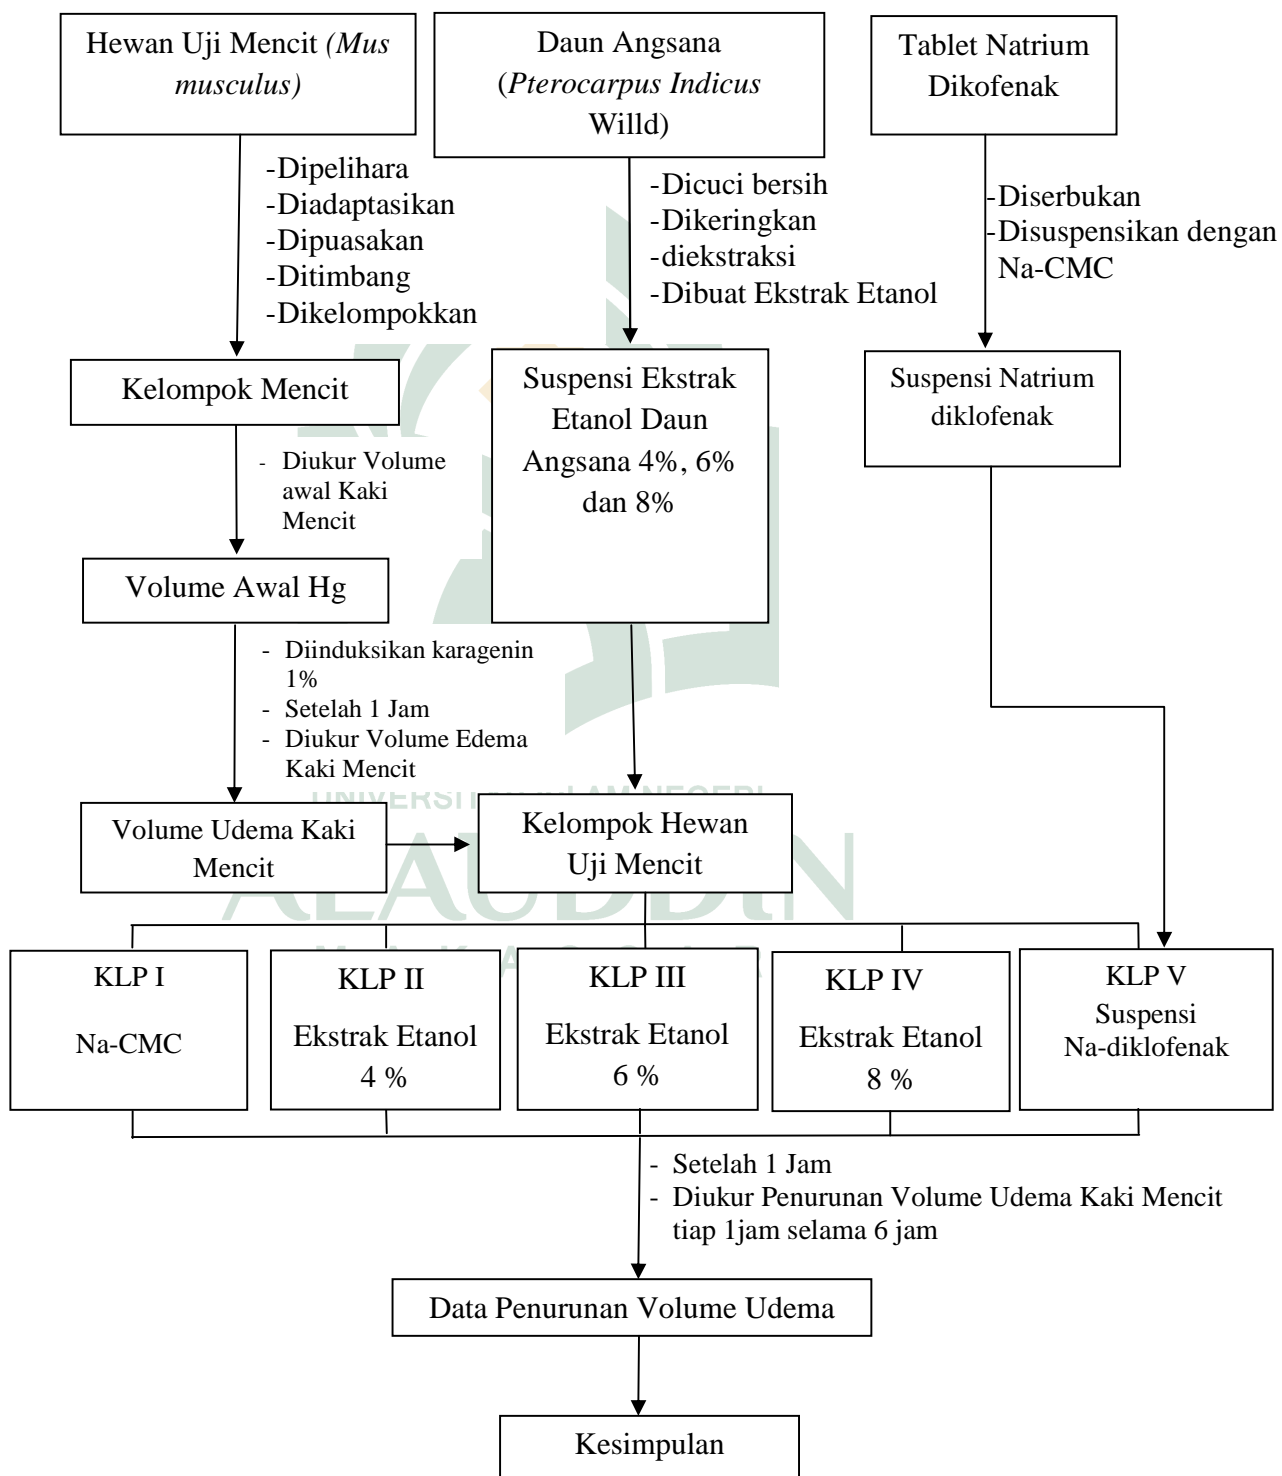 Hewan Uji Mencit (Mus
musculus)
Daun Angsana
(Pterocarpus Indicus
Willd)
Tablet Natrium
Dikofenak
-Dipelihara
-Diadaptasikan
-Dipuasakan
-Ditimbang
-Dikelompokkan
-Dicuci bersih
-Dikeringkan
-diekstraksi
-Dibuat Ekstrak Etanol
-Diserbukan
-Disuspensikan dengan
Na-CMC
Kelompok Mencit
Suspensi Ekstrak
Etanol Daun
Angsana 4%, 6%
dan 8%
Suspensi Natrium
diklofenak
- Diukur Volume
awal Kaki
Mencit
Volume Awal Hg
- Diinduksikan karagenin
1%
- Setelah 1 Jam
- Diukur Volume Edema
Kaki Mencit
Volume Udema Kaki
Mencit
Kelompok Hewan
Uji Mencit
ALAUDDIN
KLP I
Na-CMC
KLP II
Ekstrak Etanol
4 %
KLP III
Ekstrak Etanol
6 %
KLP IV
Ekstrak Etanol
8 %
KLP V
Suspensi
Na-diklofenak
- Setelah 1 Jam
- Diukur Penurunan Volume Udema Kaki Mencit
tiap 1jam selama 6 jam
Data Penurunan Volume Udema
Kesimpulan